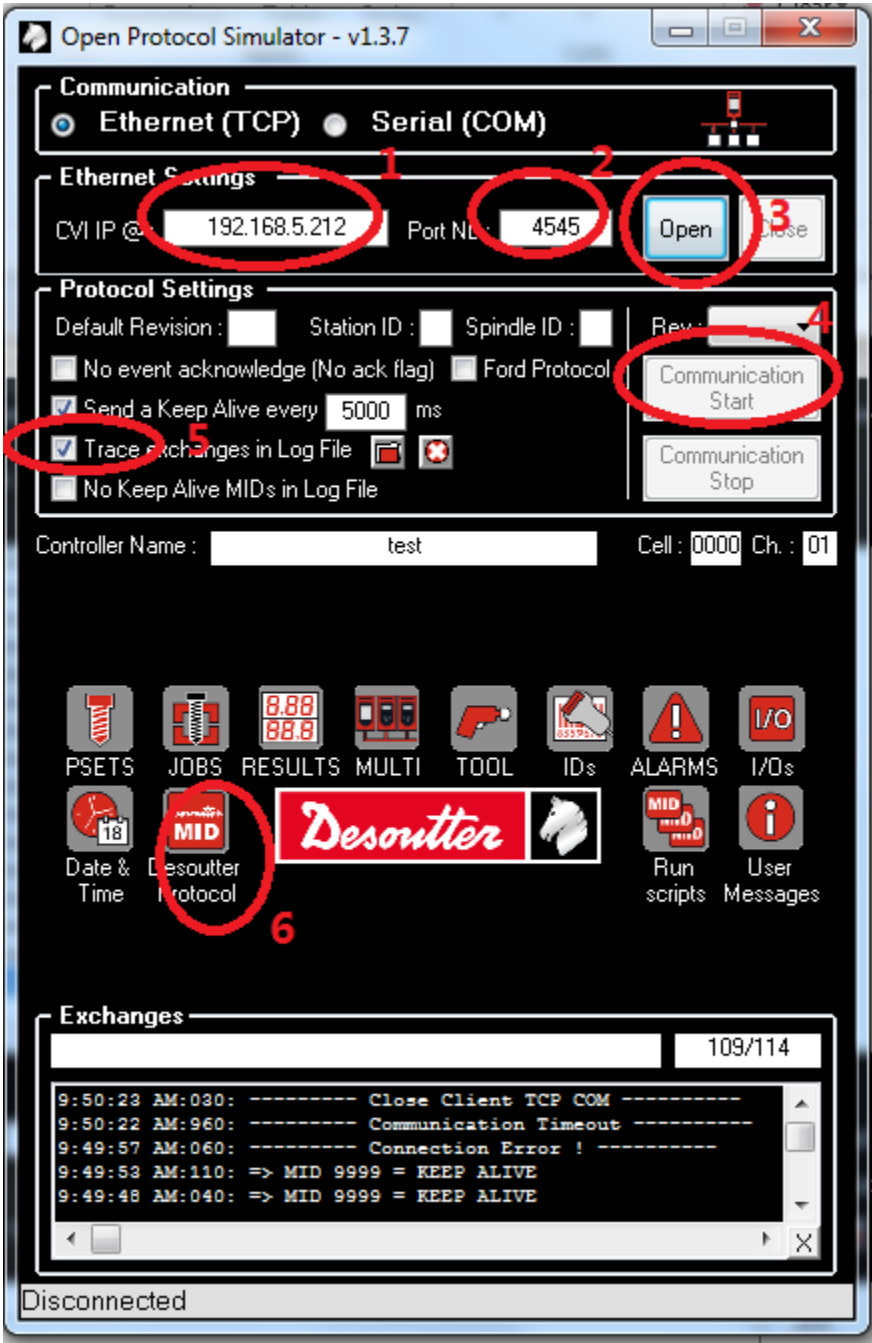 Open Protocol Simulator - v1.3.7
Communication
Ethernet (TCP) Serial (COM)
1 2
Ethernet Settings
3
CVI IP @ : 192.168.5.212 Port Nb : 4545 Open Close
Protocol Settings
4
Default Revision : Station ID : Spindle ID : Rev :
No event acknowledge (No ack flag) Ford Protocol
Communication Start
Send a Keep Alive every 5000 ms
5
Trace exchanges in Log File
Communication Stop
No Keep Alive MIDs in Log File
Controller Name : test Cell : 0000 Ch. : 01
8.88
88.8
I/O
PSETS JOBS RESULTS MULTI TOOL IDs ALARMS I/Os
18 MID Desoutter MID
Date & Time Desoutter Protocol Run scripts User Messages
6
Exchanges
109/114
9:50:23 AM:030: --------- Close Client TCP COM ----------
9:50:22 AM:960: --------- Communication Timeout ----------
9:49:57 AM:060: --------- Connection Error ! ----------
9:49:53 AM:110: => MID 9999 = KEEP ALIVE
9:49:48 AM:040: => MID 9999 = KEEP ALIVE
X
Disconnected